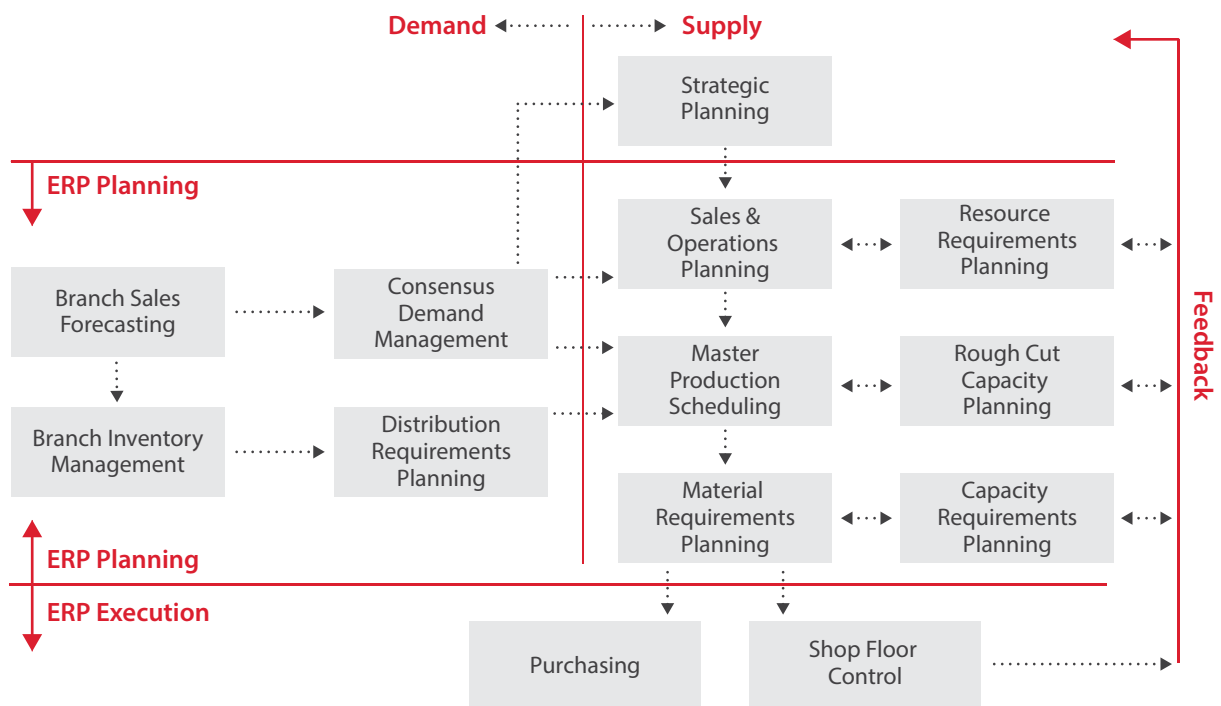 Demand
Supply
Strategic
Planning
ERP Planning
Sales &
Operations
Planning
Resource
Requirements
Planning
Branch Sales
Forecasting
Consensus
Demand
Management
Feedback
Master
Production
Scheduling
Rough Cut
Capacity
Planning
Branch Inventory
Management
Distribution
Requirements
Planning
Material
Requirements
Planning
Capacity
Requirements
Planning
ERP Planning
ERP Execution
Purchasing
Shop Floor
Control